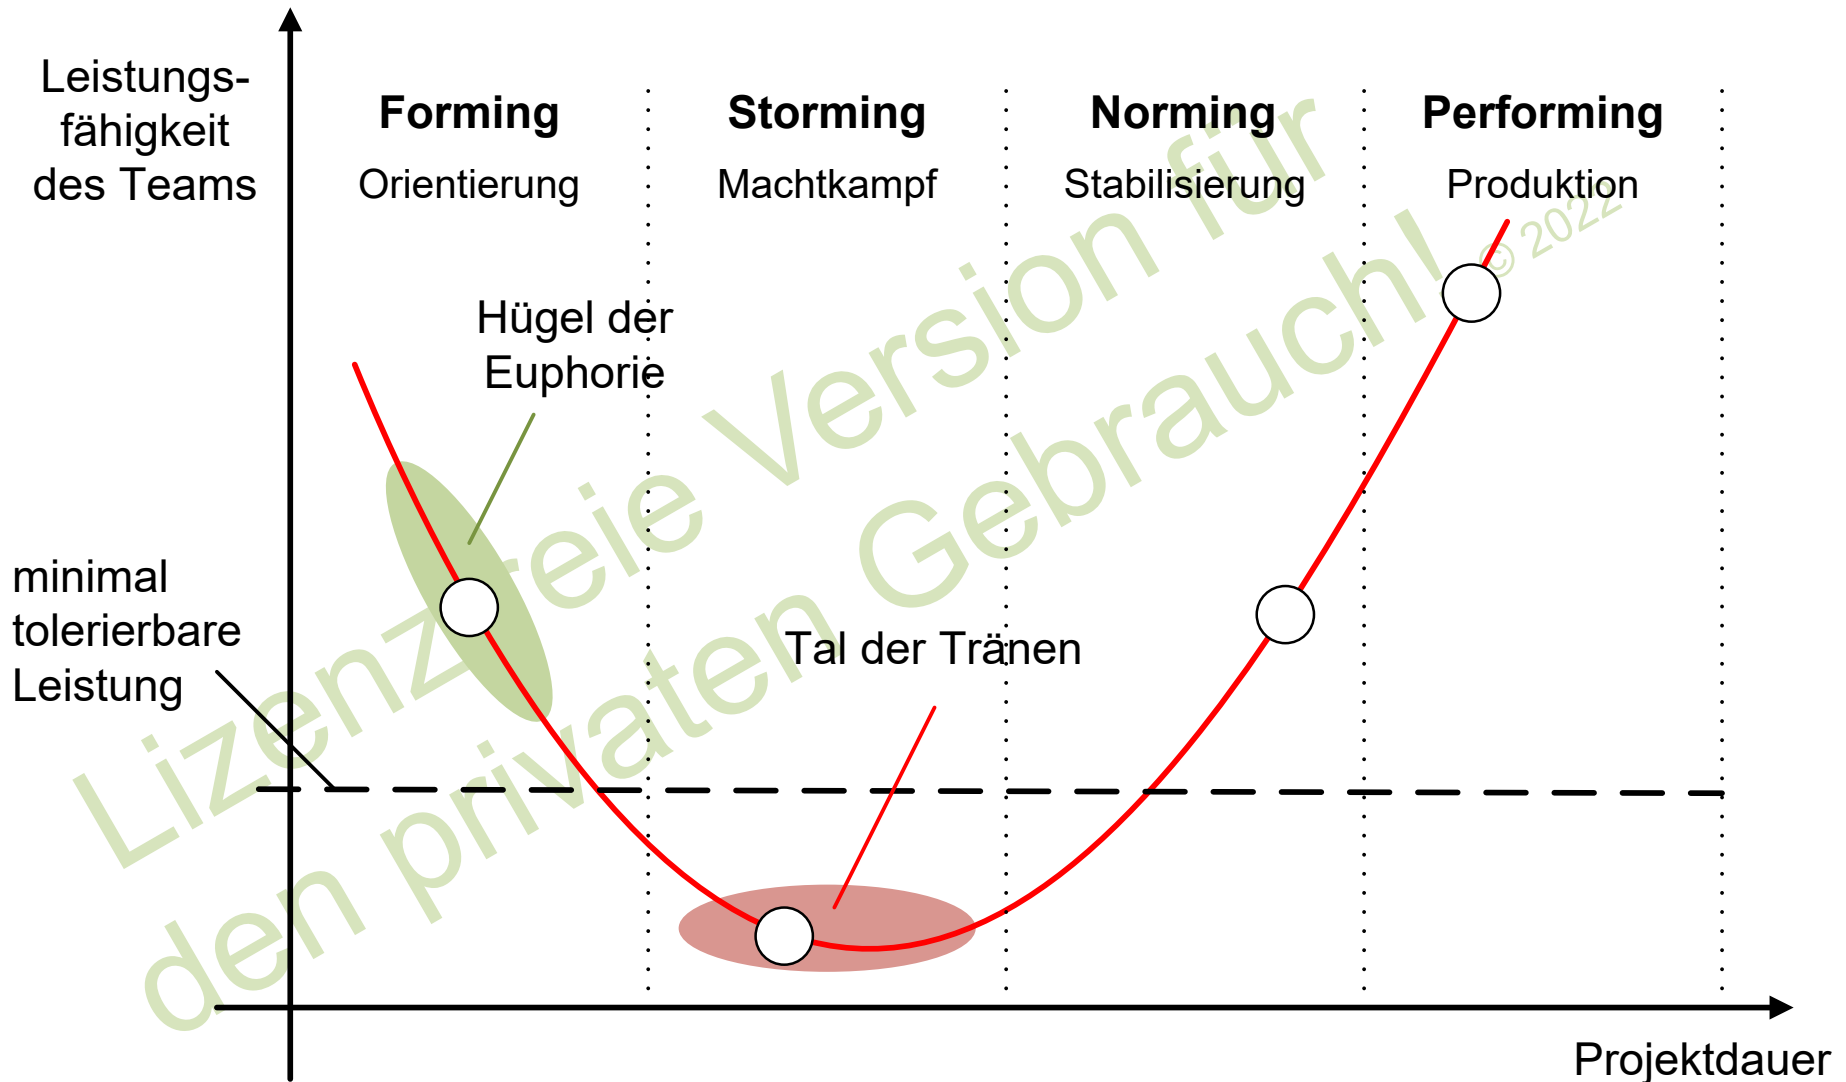 Leistungs-
fähigkeit
des Teams
Forming
Orientierung
Storming
Machtkampf
Norming
Stabilisierung
Performing
Produktion
Hügel der
Euphorie
minimal
tolerierbare
Leistung
Tal der Tränen
Projektdauer
Lizenzfreie Version für
den privaten Gebrauch!
© 2022